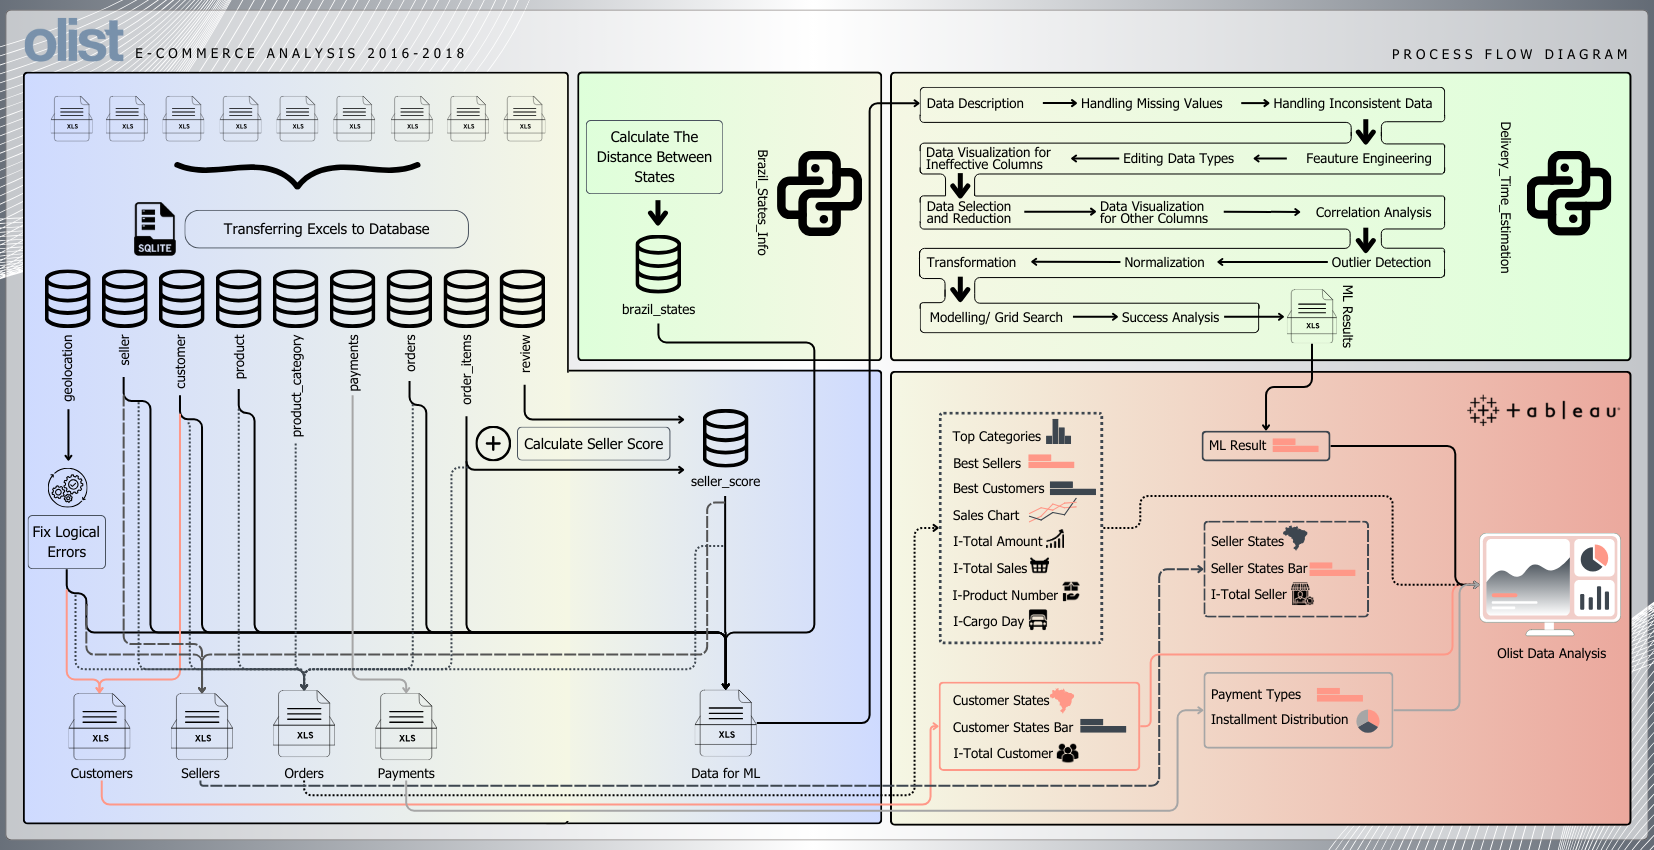 olist E-COMMERCE ANALYSIS 2016-2018
PROCESS FLOW DIAGRAM
XLS
XLS
XLS
XLS
XLS
XLS
XLS
XLS
XLS
SQLITE
Transferring Excels to Database
geolocation
seller
customer
product
product_category
payments
orders
order_items
review
Fix Logical
Errors
Calculate Seller Score
seller_score
XLS
XLS
XLS
XLS
XLS
Customers
Sellers
Orders
Payments
Data for ML
Calculate The
Distance Between
States
brazil_states
Brazil_States_Info
Data Description
Handling Missing Values
Handling Inconsistent Data
Data Visualization for
Ineffective Columns
Editing Data Types
Feauture Engineering
Data Selection
and Reduction
Data Visualization
for Other Columns
Correlation Analysis
Transformation
Normalization
Outlier Detection
Modelling/ Grid Search
Success Analysis
XLS
ML Results
Delivery_Time_Estimation
+ableau
Top Categories
Best Sellers
Best Customers
Sales Chart
I-Total Amount
I-Total Sales
I-Product Number
I-Cargo Day
ML Result
Seller States
Seller States Bar
I-Total Seller
Customer States
Customer States Bar
I-Total Customer
Payment Types
Installment Distribution
Olist Data Analysis